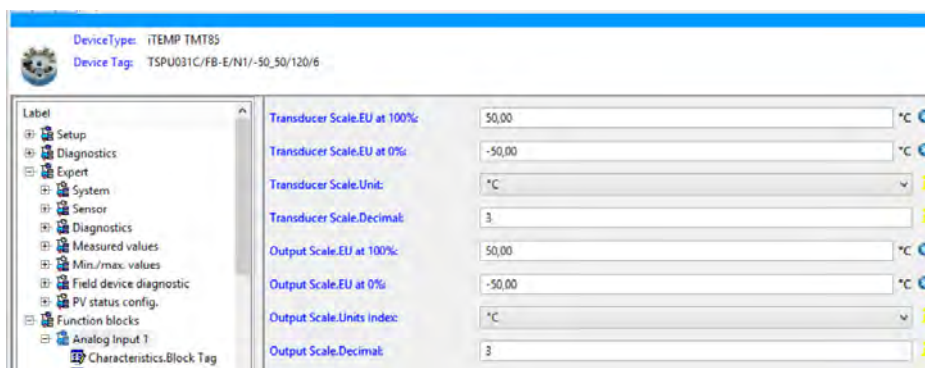 DeviceType: iTEMP TMT85
Device Tag: TSPU031C/FB-E/N1/-50_50/120/6
Label
Setup
Diagnostics
Expert
System
Sensor
Diagnostics
Measured values
Min./max. values
Field device diagnostic
PV status config.
Function blocks
Analog Input 1
Characteristics.Block Tag
Transducer Scale.EU at 100%: 50,00 °C
Transducer Scale.EU at 0%: -50,00 °C
Transducer Scale.Unit: °C
Transducer Scale.Decimal: 3
Output Scale.EU at 100%: 50,00 °C
Output Scale.EU at 0%: -50,00 °C
Output Scale.Units index: °C
Output Scale.Decimal: 3